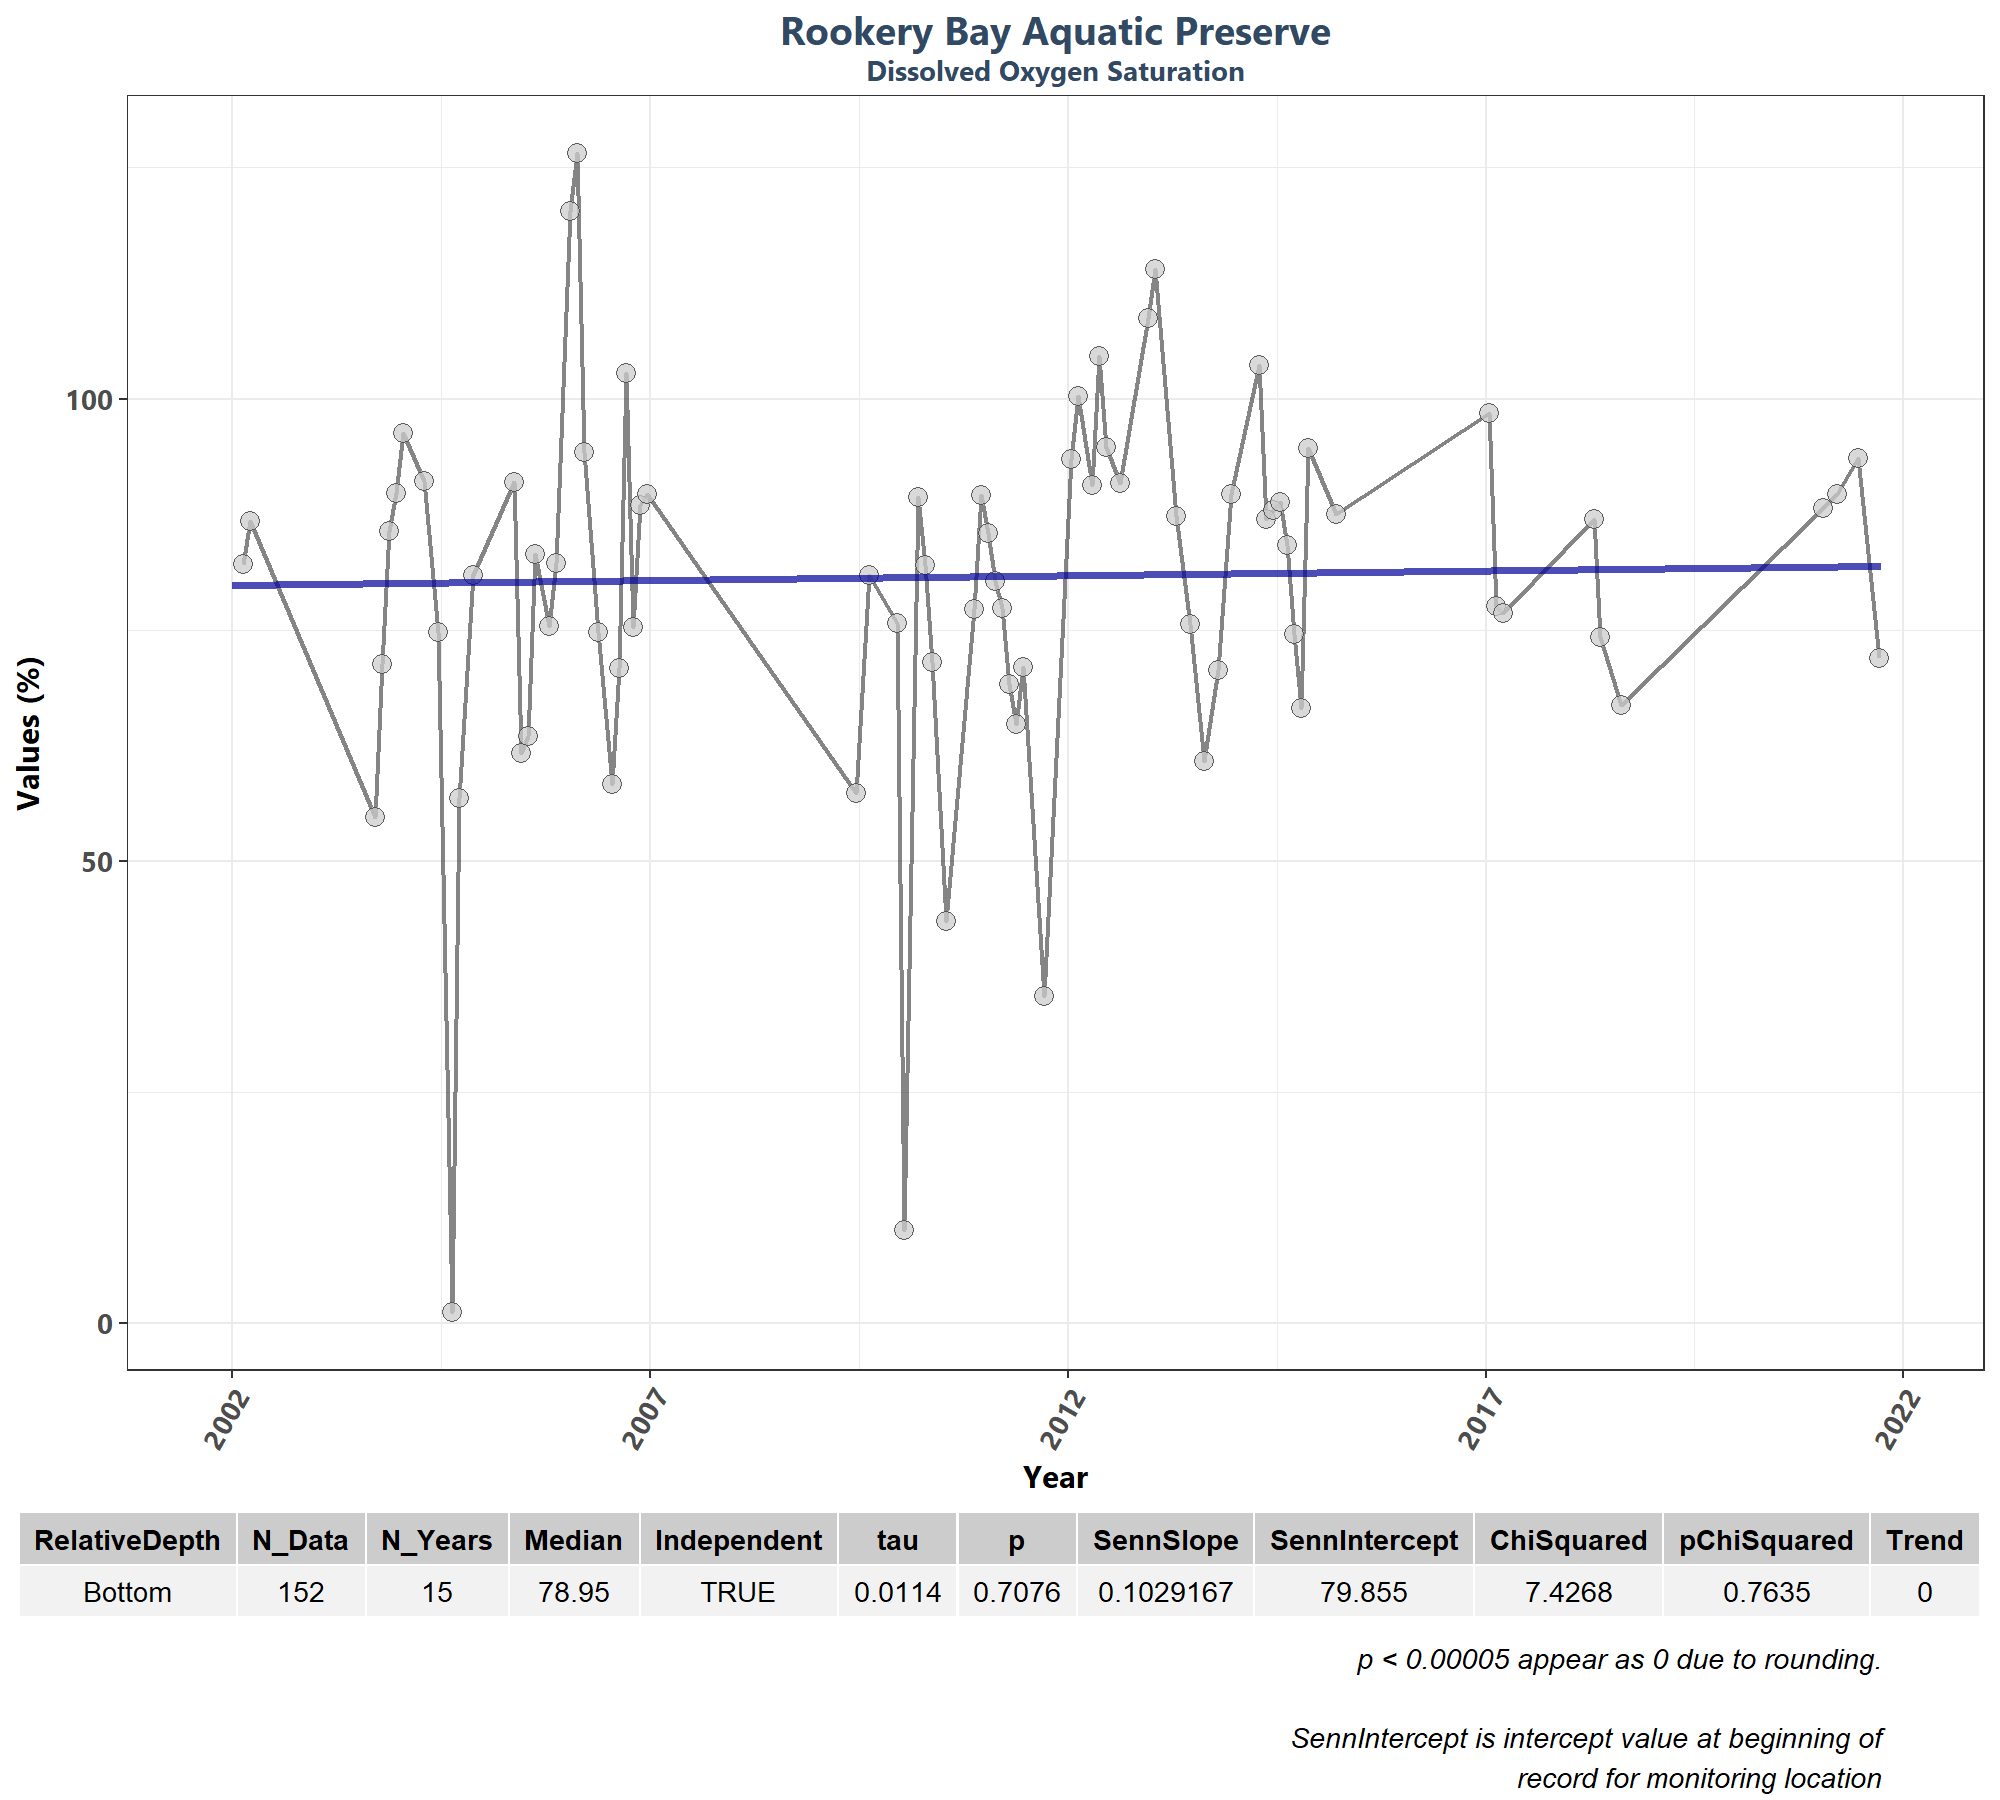 Rookery Bay Aquatic Preserve
Dissolved Oxygen Saturation
Values (%)
100
50
0
2002 2007 2012 2017 2022
Year
RelativeDepth N_Data N_Years Median Independent tau p SennSlope SennIntercept ChiSquared pChiSquared Trend
Bottom 152 15 78.95 TRUE 0.0114 0.7076 0.1029167 79.855 7.4268 0.7635 0
p < 0.00005 appear as 0 due to rounding.
SennIntercept is intercept value at beginning of
record for monitoring location